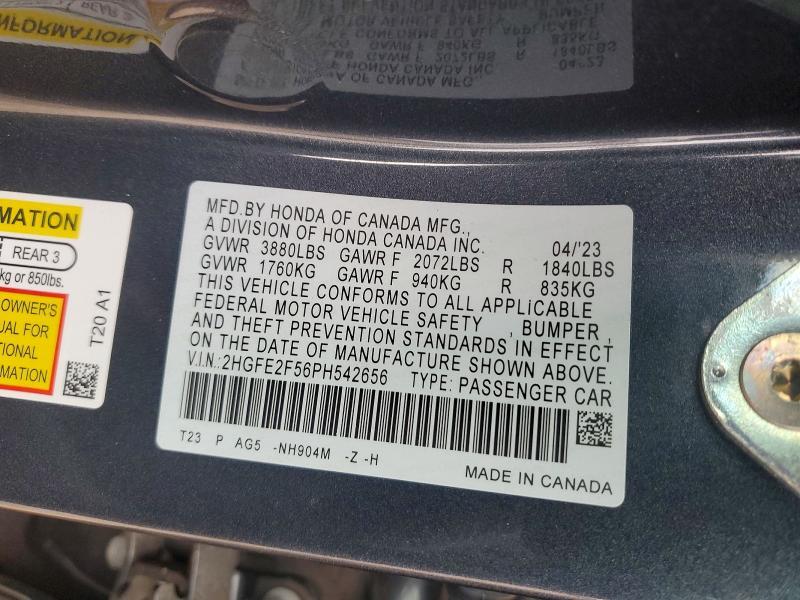 INFORMATION
MFD.BY HONDA OF CANADA MFG.,
A DIVISION OF HONDA CANADA INC. 04/'23
GVWR 3880LBS GAWR F 2072LBS R 1840LBS
GVWR 1760KG GAWR F 940KG R 835KG
THIS VEHICLE CONFORMS TO ALL APPLICABLE
FEDERAL MOTOR VEHICLE SAFETY , BUMPER ,
AND THEFT PREVENTION STANDARDS IN EFFECT
ON THE DATE OF MANUFACTURE SHOWN ABOVE.
V.I.N.:2HGFE2F56PH542656 TYPE: PASSENGER CAR
T23 P AG5 -NH904M -Z -H
MADE IN CANADA
MATION
REAR 3
kg or 850lbs.
OWNER'S
UAL FOR
TIONAL
RMATION
T20 A1